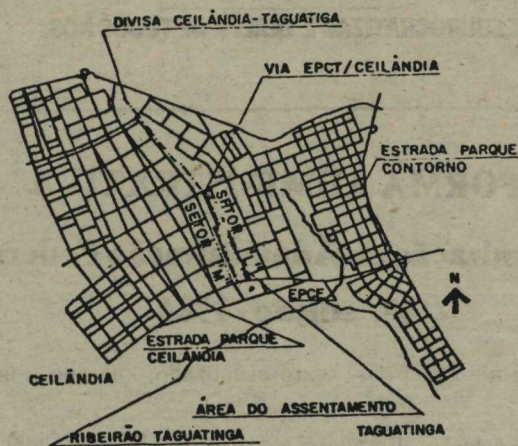 DIVISA CEILÂNDIA-TAGUATIGA
VIA EPCT/CEILÂNDIA
ESTRADA PARQUE
CONTORNO
SETOR
SETOR
"M"
N
EPCE
ESTRADA PARQUE
CEILÂNDIA
CEILÂNDIA
ÁREA DO ASSENTAMENTO
RIBEIRÃO TAGUATINGA
TAGUATINGA